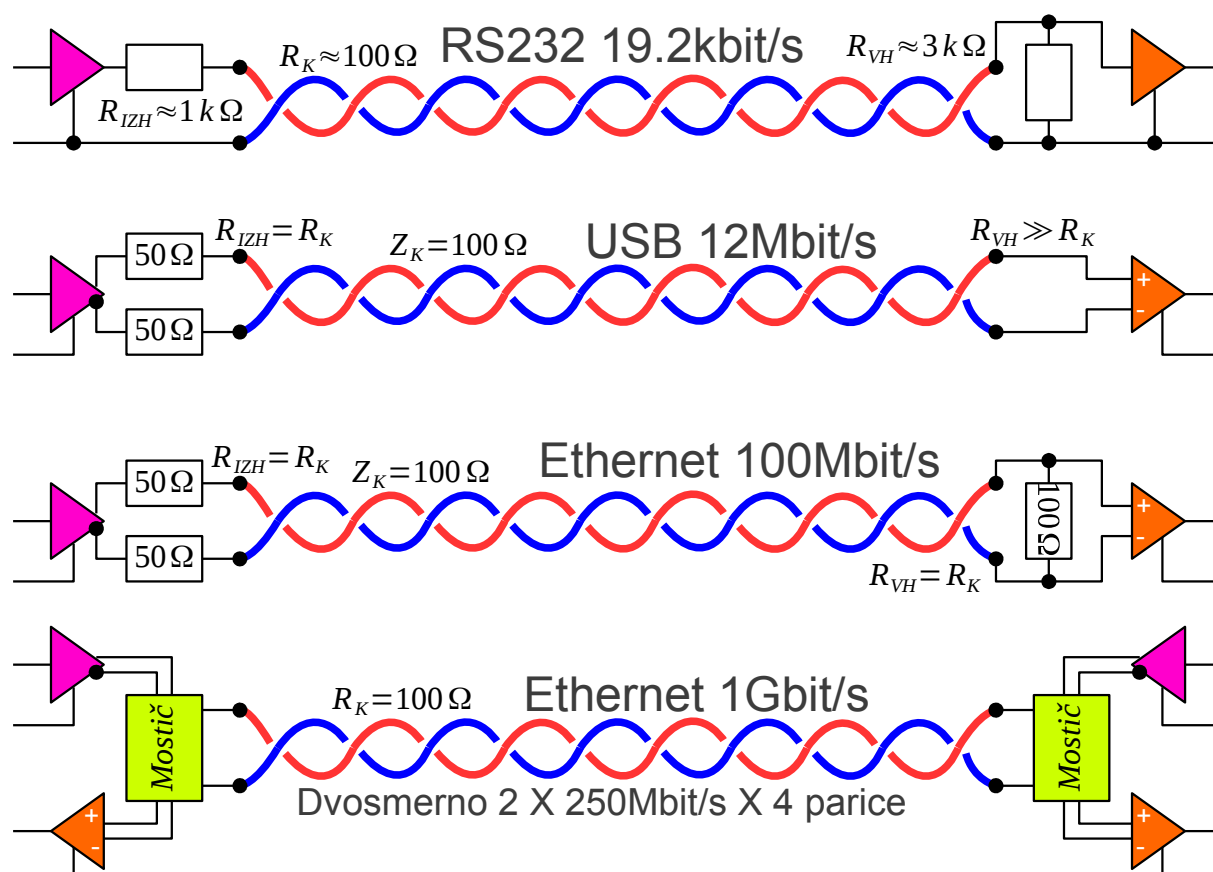 RS232 19.2kbit/s
R_K≈100Ω
R_VH≈3kΩ
R_IZH≈1kΩ
USB 12Mbit/s
R_IZH=R_K
Z_K=100Ω
R_VH≫R_K
50Ω
50Ω
+
-
Ethernet 100Mbit/s
R_IZH=R_K
Z_K=100Ω
50Ω
50Ω
100Ω
+
-
R_VH=R_K
Ethernet 1Gbit/s
R_K=100Ω
Mostič
Mostič
Dvosmerno 2 X 250Mbit/s X 4 parice
+
-
+
-